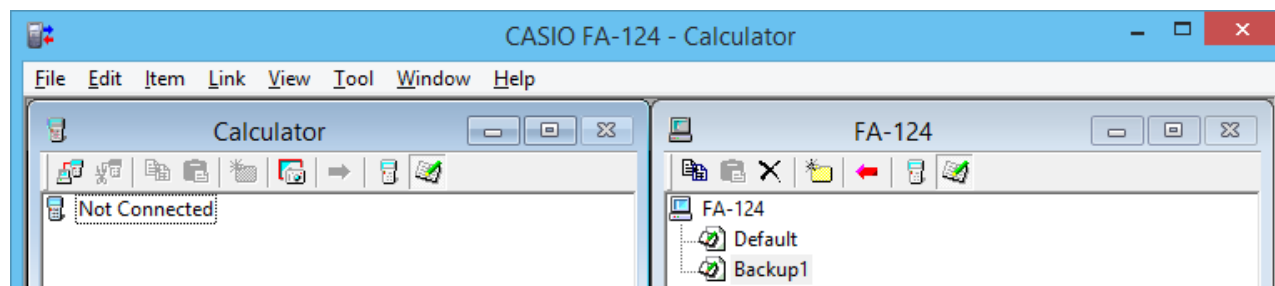 CASIO FA-124 - Calculator
File Edit Item Link View Tool Window Help
Calculator
Not Connected
FA-124
FA-124
Default
Backup1